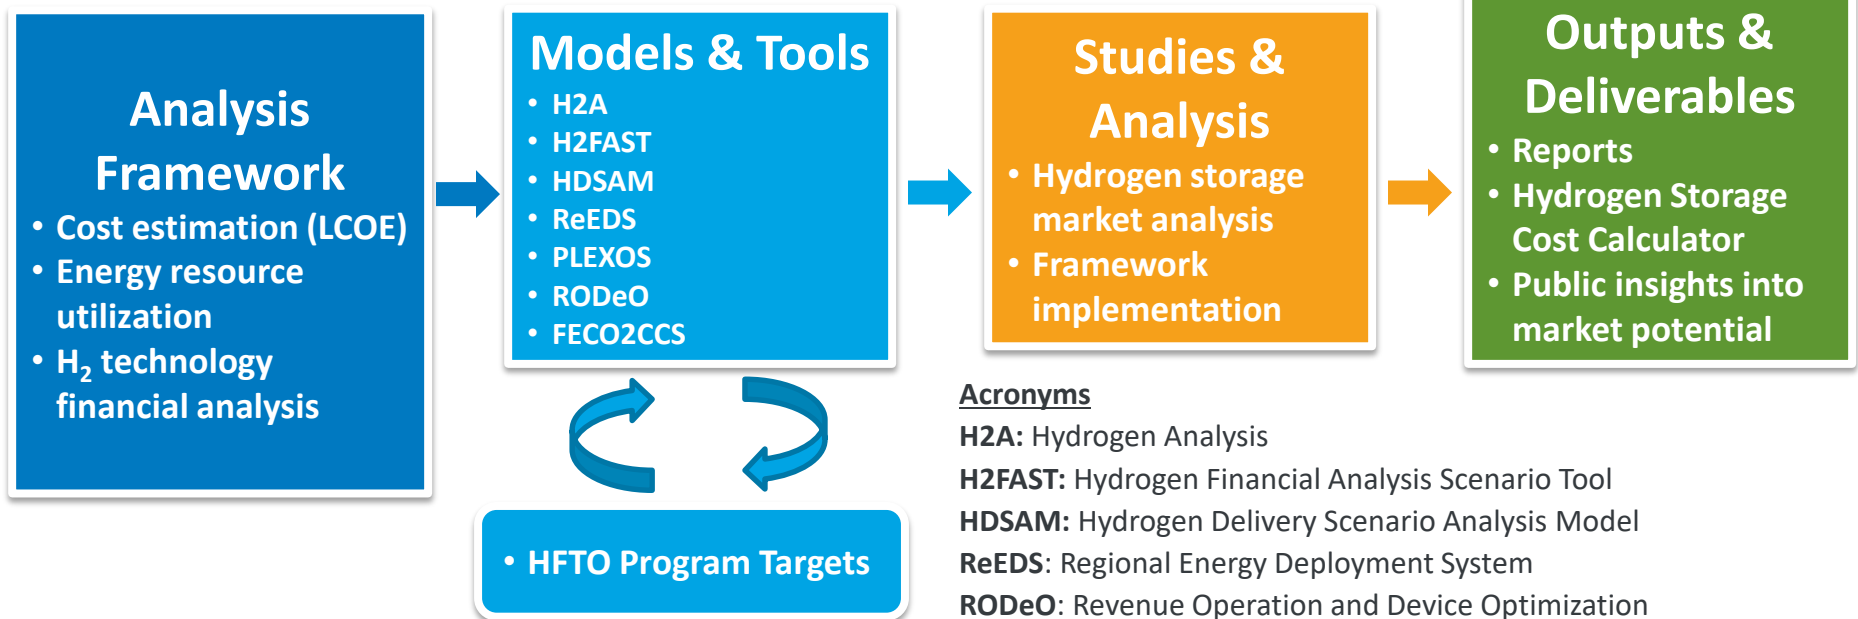 Analysis
Framework
• Cost estimation (LCOE)
• Energy resource
utilization
• H₂ technology
financial analysis
Models & Tools
• H2A
• H2FAST
• HDSAM
• ReEDS
• PLEXOS
• RODeO
• FECO2CCS
• HFTO Program Targets
Studies &
Analysis
• Hydrogen storage
market analysis
• Framework
implementation
Outputs &
Deliverables
• Reports
• Hydrogen Storage
Cost Calculator
• Public insights into
market potential
Acronyms
H2A: Hydrogen Analysis
H2FAST: Hydrogen Financial Analysis Scenario Tool
HDSAM: Hydrogen Delivery Scenario Analysis Model
ReEDS: Regional Energy Deployment System
RODeO: Revenue Operation and Device Optimization